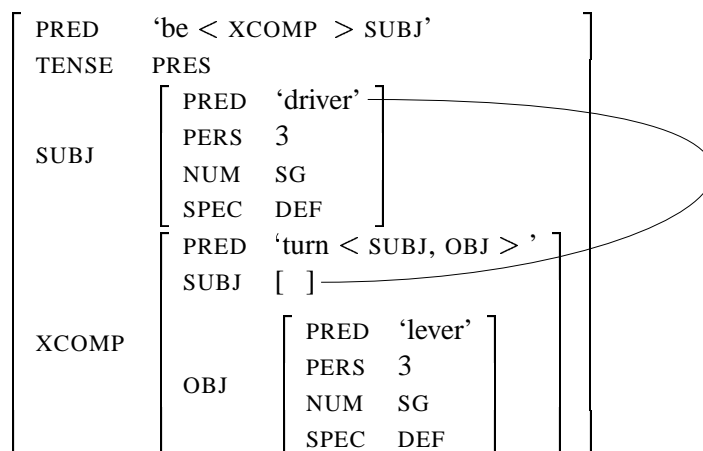 PRED ‘be < XCOMP > SUBJ’
TENSE PRES
SUBJ
PRED ‘driver’
PERS 3
NUM SG
SPEC DEF
XCOMP
PRED ‘turn < SUBJ, OBJ > ’
SUBJ [ ]
OBJ
PRED ‘lever’
PERS 3
NUM SG
SPEC DEF